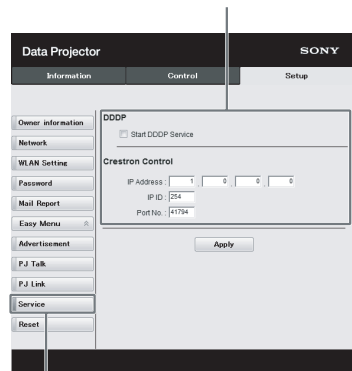 Data Projector
SONY
Information
Control
Setup
Owner information
Network
WLAN Setting
Password
Mail Report
Easy Menu
Advertisement
PJ Talk
PJ Link
Service
Reset
DDDP
Start DDDP Service
Crestron Control
IP Address : 1 . 0 . 0 . 0
IP ID : 254
Port No. : 41794
Apply